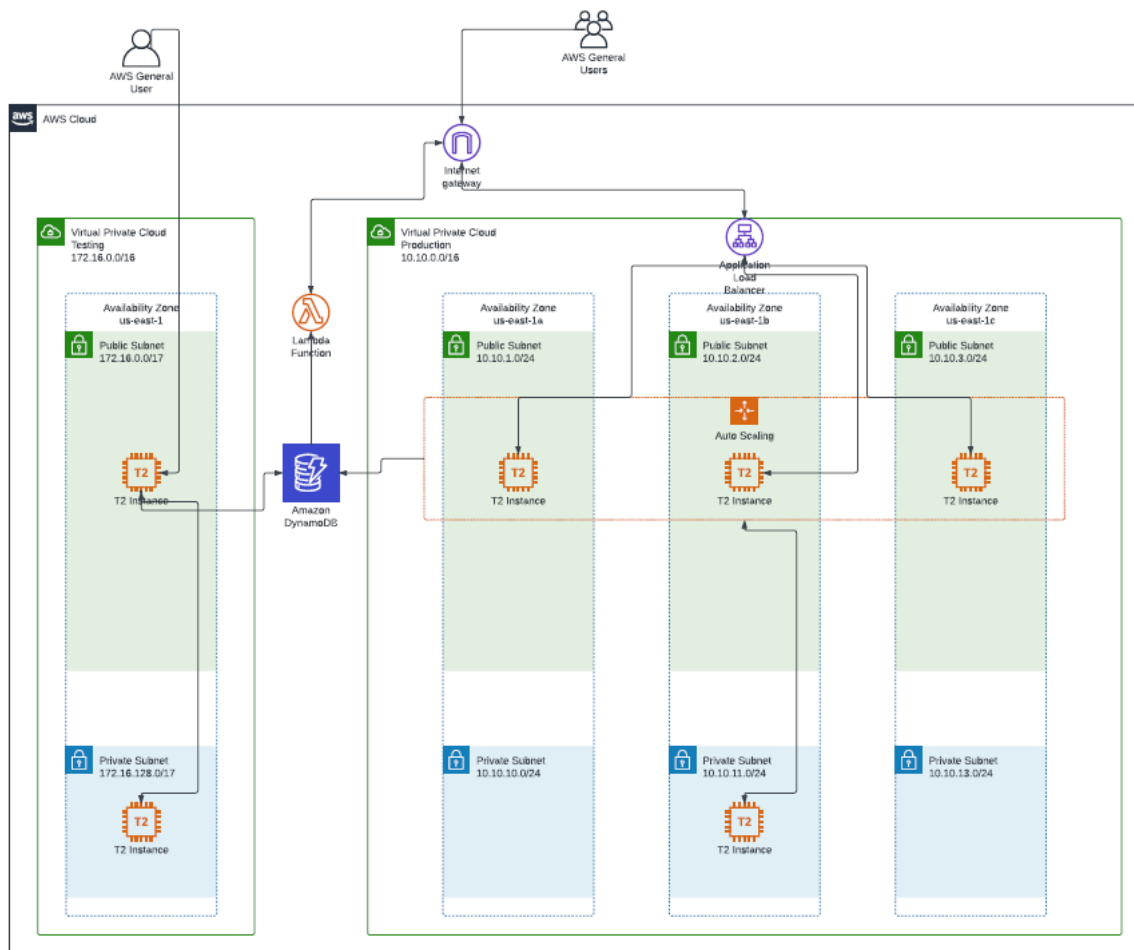 AWS General
User
AWS General
Users
aws
AWS Cloud
Internet
gateway
Virtual Private Cloud
Testing
172.16.0.0/16
Virtual Private Cloud
Production
10.10.0.0/16
Application
Load
Balancer
Availability Zone
us-east-1
Availability Zone
us-east-1a
Availability Zone
us-east-1b
Availability Zone
us-east-1c
Lambda
Function
Public Subnet
172.16.0.0/17
Public Subnet
10.10.1.0/24
Public Subnet
10.10.2.0/24
Public Subnet
10.10.3.0/24
Auto Scaling
T2
T2 Instance
Amazon
DynamoDB
T2
T2 Instance
T2
T2 Instance
T2
T2 Instance
Private Subnet
172.16.128.0/17
Private Subnet
10.10.10.0/24
Private Subnet
10.10.11.0/24
Private Subnet
10.10.13.0/24
T2
T2 Instance
T2
T2 Instance